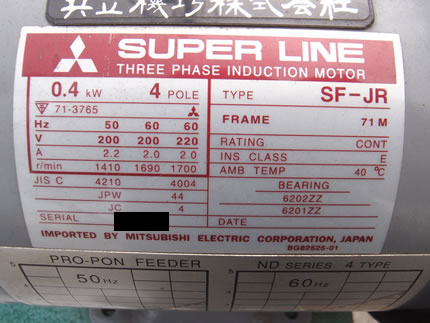 共立機巧株式会社
SUPER LINE
THREE PHASE INDUCTION MOTOR
0.4 kW 4 POLE
71-3765
Hz 50 60 60
V 200 200 220
A 2.2 2.0 2.0
r/min 1410 1690 1700
JIS C 4210 4004
JPW 44
JC 4
SERIAL
TYPE SF-JR
FRAME 71 M
RATING CONT
INS CLASS E
AMB TEMP 40 °C
BEARING
6202ZZ
6201ZZ
DATE
IMPORTED BY MITSUBISHI ELECTRIC CORPORATION, JAPAN
BG82625-01
PRO-PON FEEDER ND SERIES 4 TYPE
50Hz 60Hz